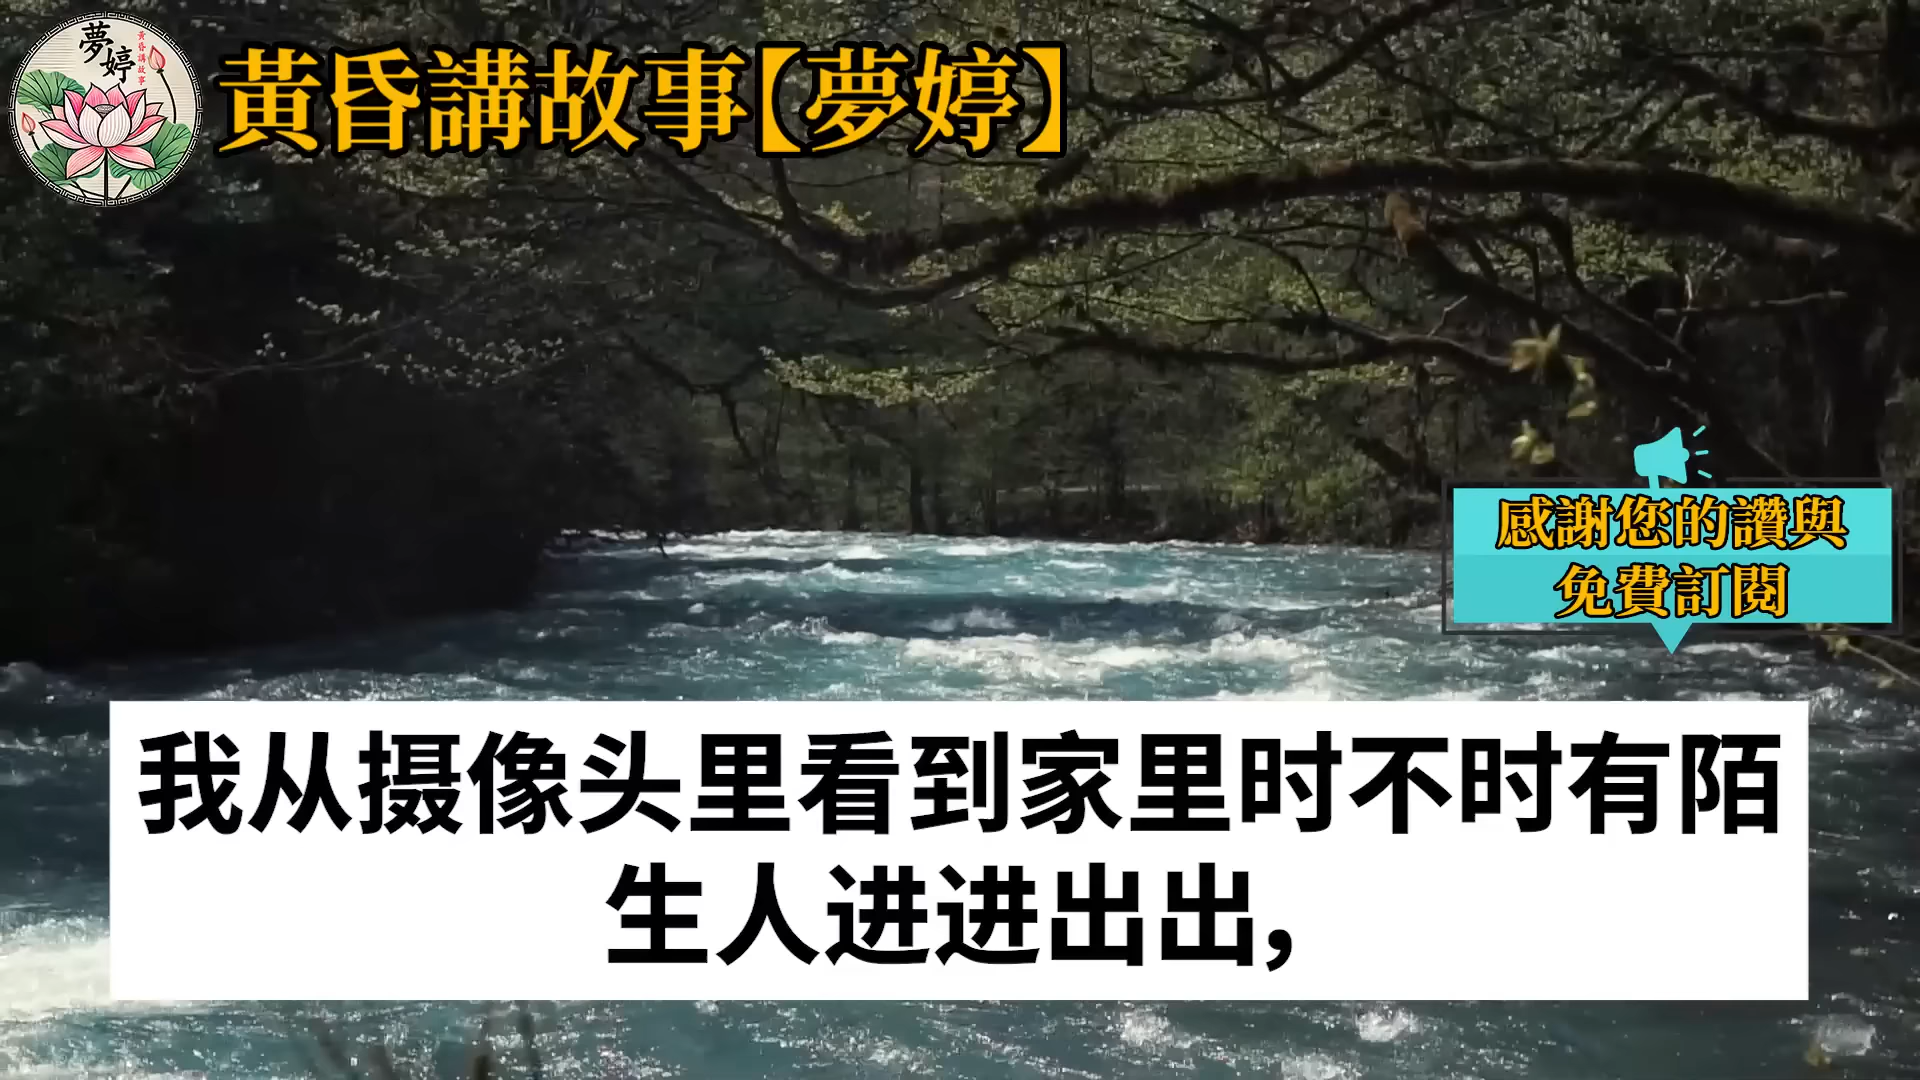 夢婷
黃昏講故事
黃昏講故事【夢婷】
感謝您的讚與
免費訂閱
我从摄像头里看到家里时不时有陌
生人进进出出,